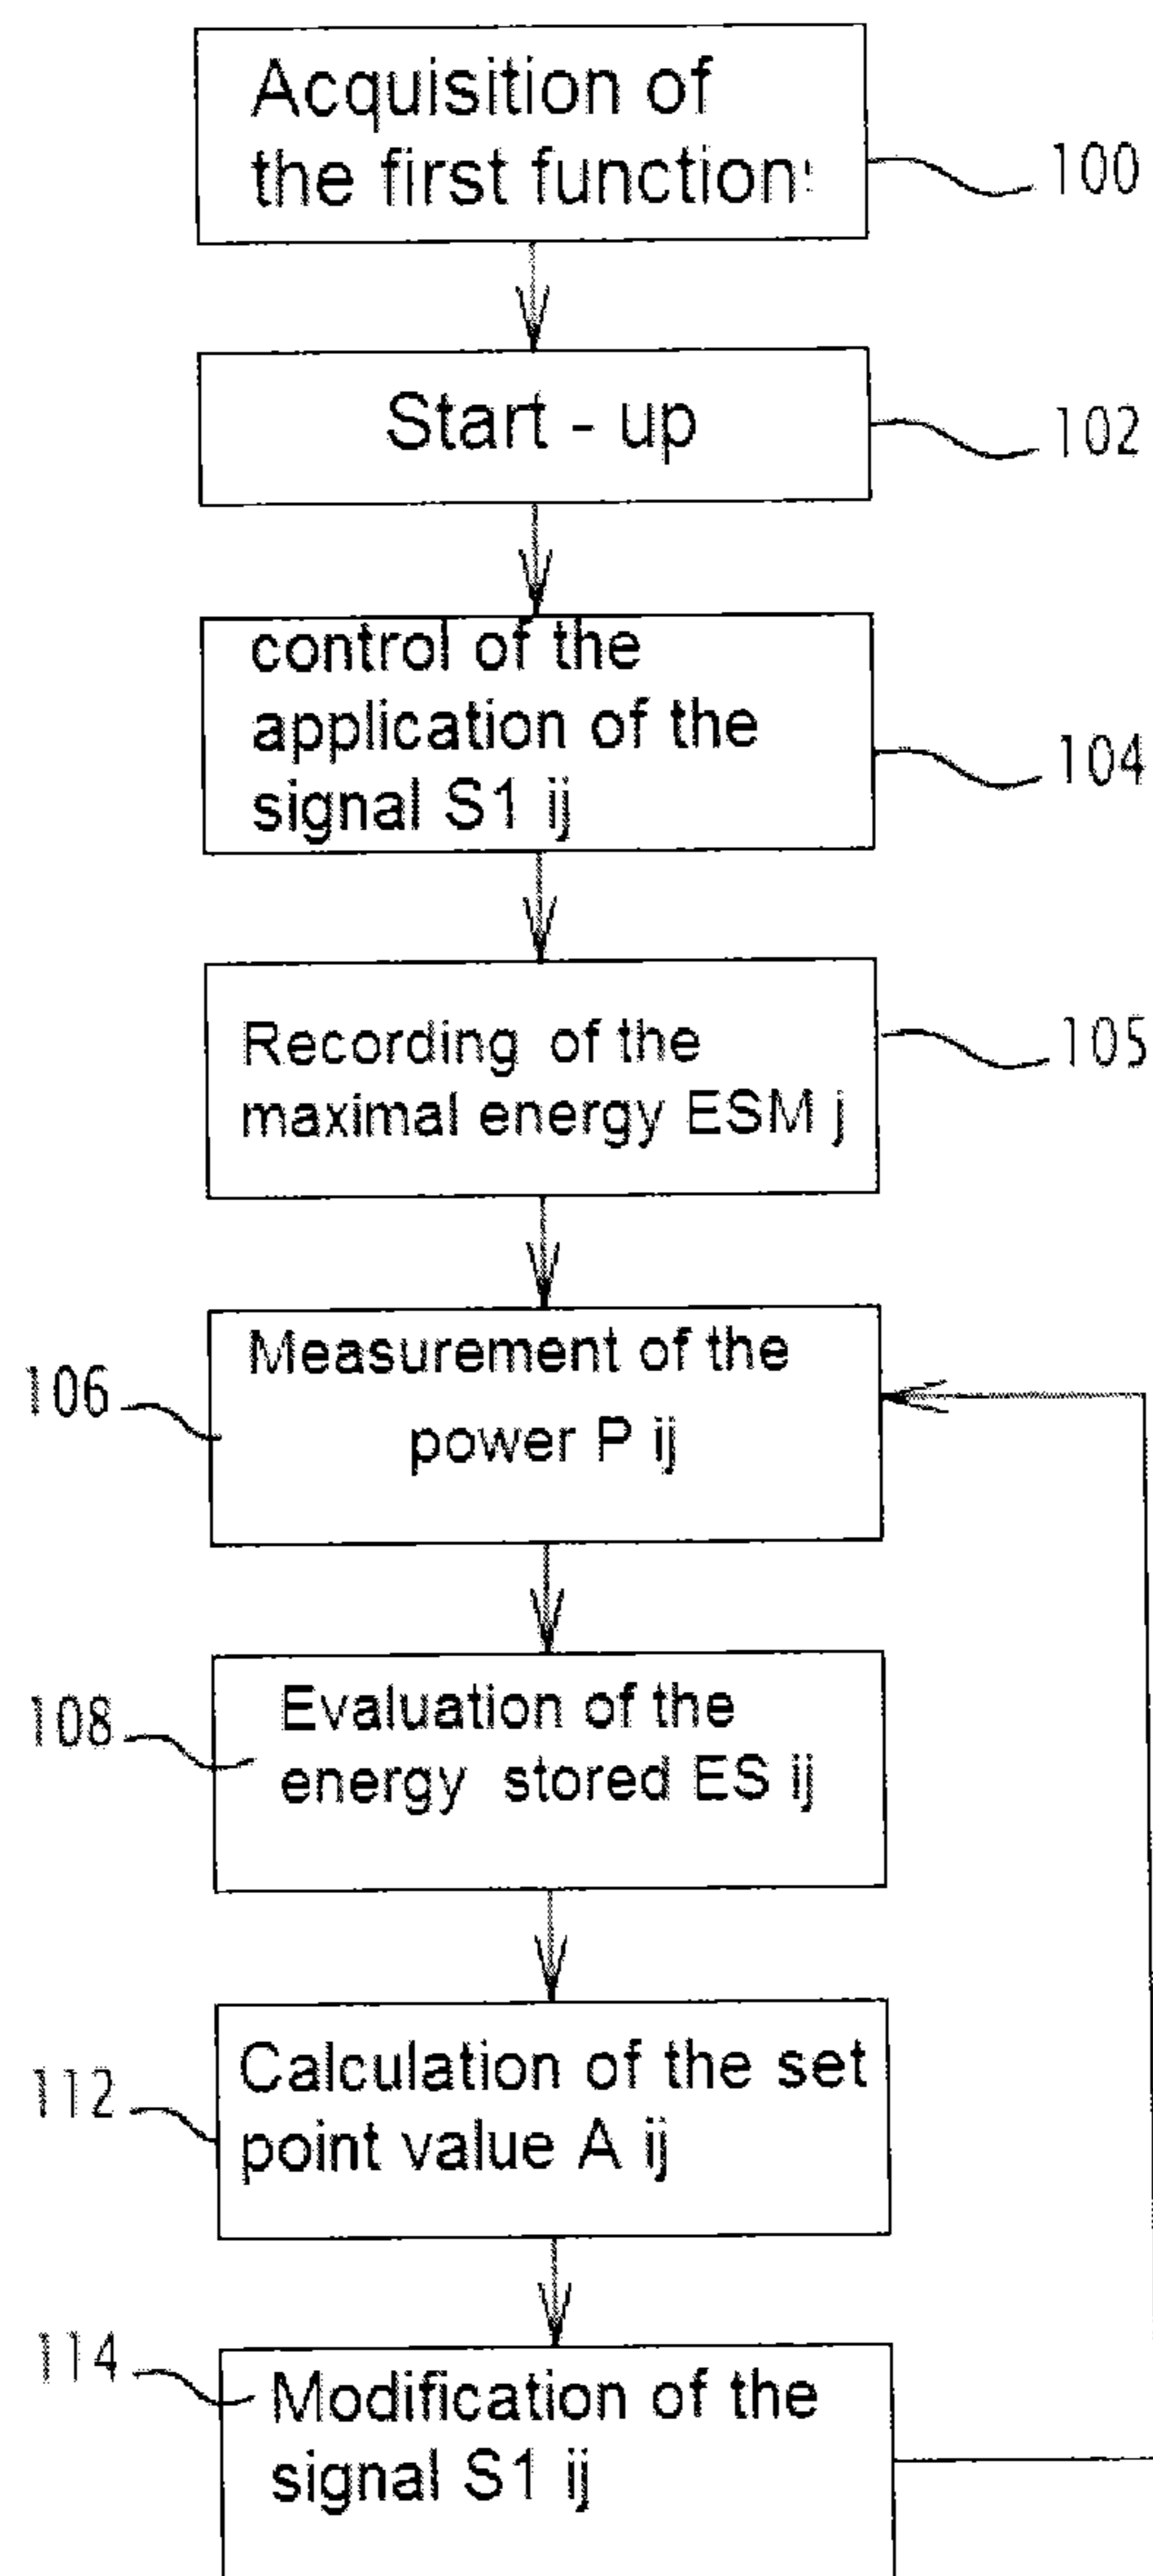 Acquisition of
the first functions
100
Start - up
102
control of the
application of the
signal S1 ij
104
Recording of the
maximal energy ESM j
105
Measurement of the
power P ij
106
Evaluation of the
energy stored ES ij
108
Calculation of the set
point value A ij
112
Modification of the
signal S1 ij
114